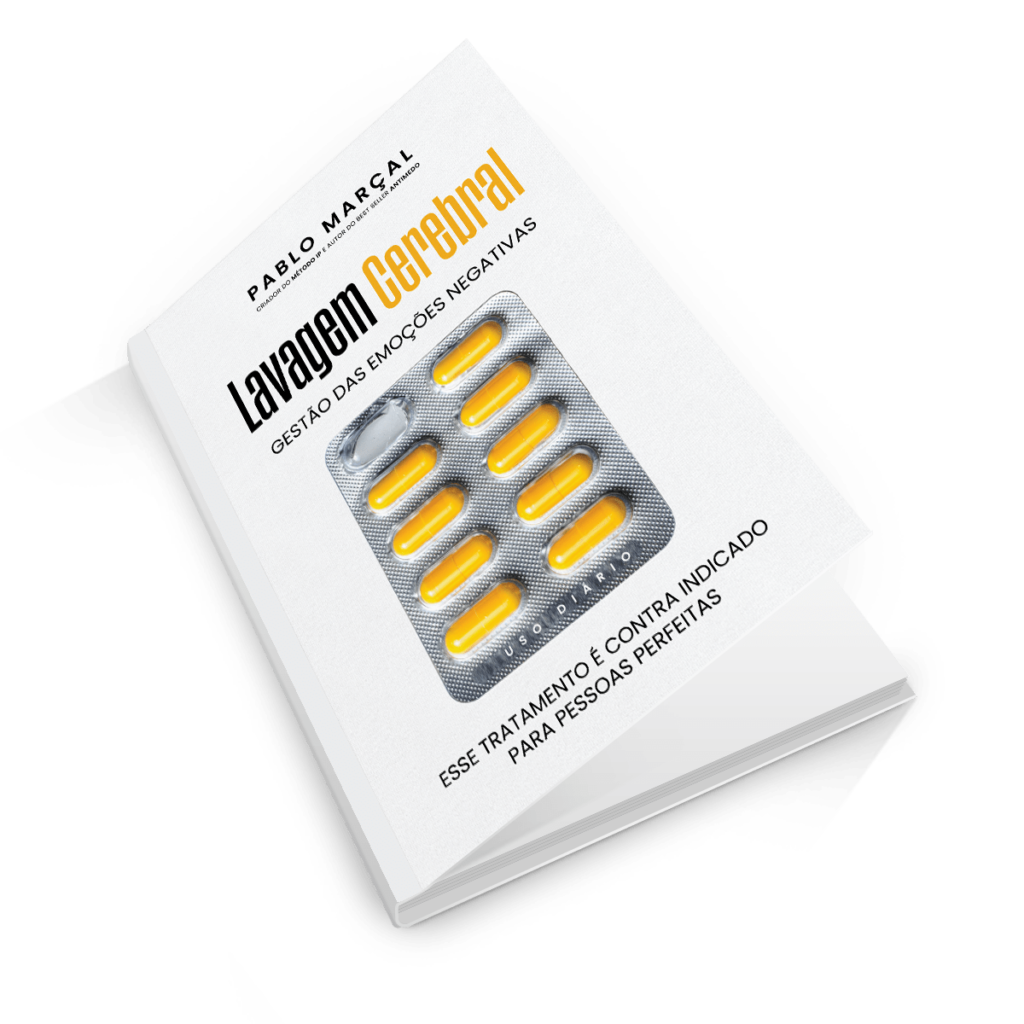 PABLO MARÇAL
CRIADOR DO MÉTODO IP E AUTOR DO BEST SELLER ANTIMEDO
Lavagem Cerebral
GESTÃO DAS EMOÇÕES NEGATIVAS
USO DIÁRIO
ESSE TRATAMENTO É CONTRA INDICADO
PARA PESSOAS PERFEITAS